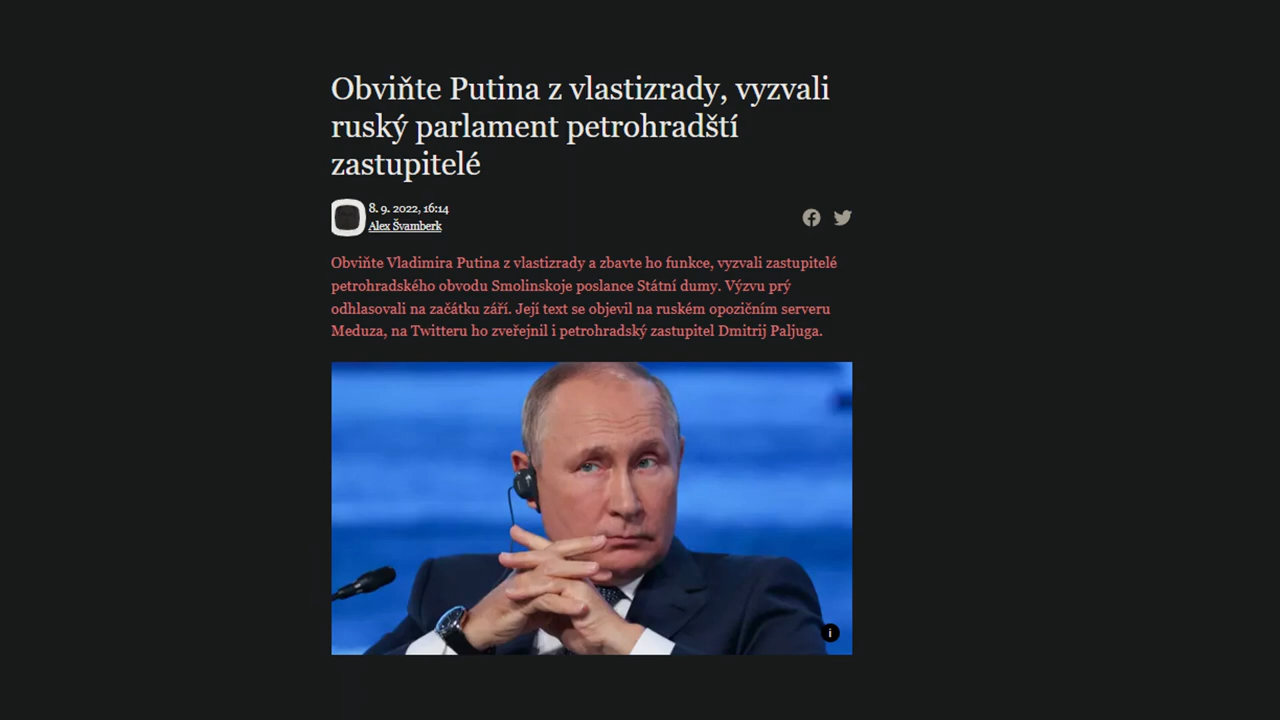 Obviňte Putina z vlastizrady, vyzvali
ruský parlament petrohradští
zastupitelé
8. 9. 2022, 16:14
Alex Švamberk
Obviňte Vladimira Putina z vlastizrady a zbavte ho funkce, vyzvali zastupitelé
petrohradského obvodu Smolinskoje poslance Státní dumy. Výzvu prý
odhlasovali na začátku září. Její text se objevil na ruském opozičním serveru
Meduza, na Twitteru ho zveřejnil i petrohradský zastupitel Dmitrij Paljuga.
i